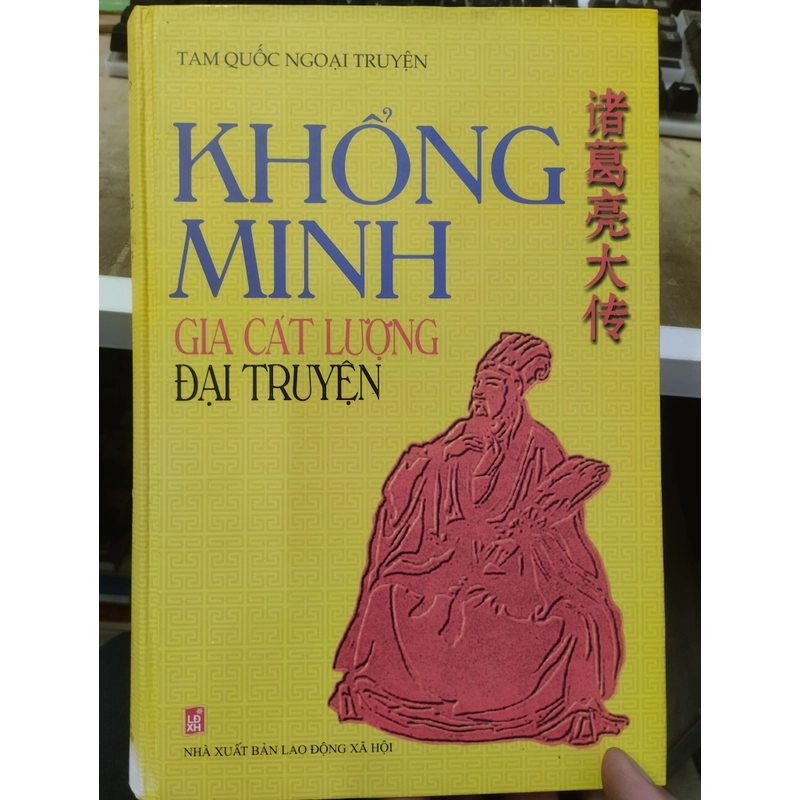 TAM QUỐC NGOẠI TRUYỆN
KHỔNG
MINH
GIA CÁT LƯỢNG
ĐẠI TRUYỆN
诸葛亮大传
LĐ
XH
NHÀ XUẤT BẢN LAO ĐỘNG XÃ HỘI